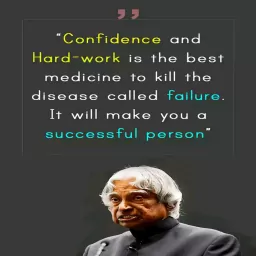 "Confidence and
Hard-work is the best
medicine to kill the
disease called failure.
It will make you a
successful person"